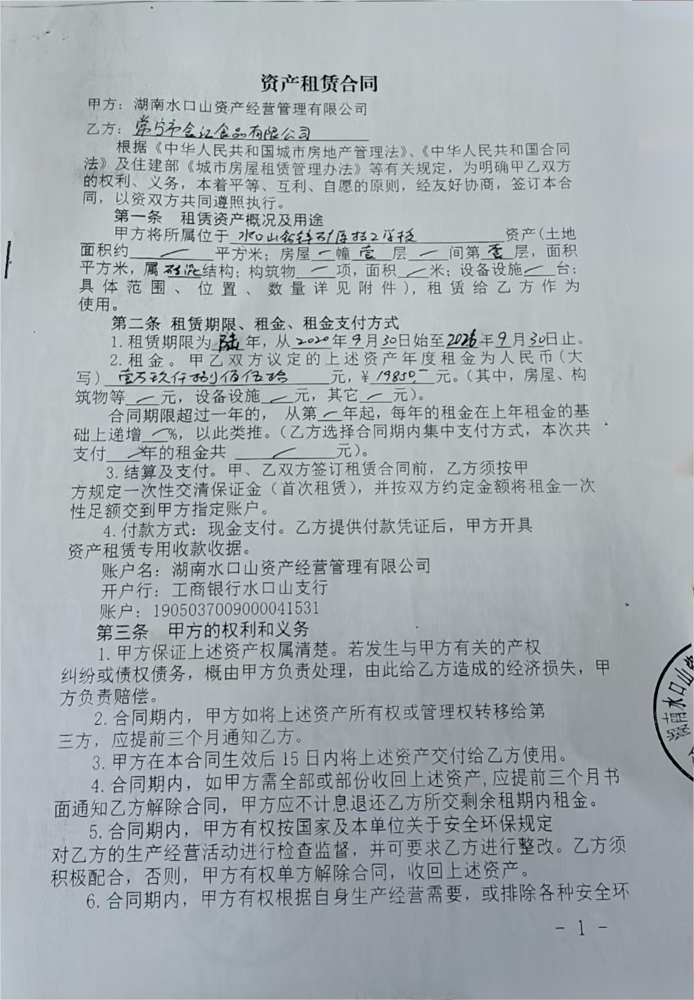 资产租赁合同
甲方：湖南水口山资产经营管理有限公司
乙方：常宁市金江食品有限公司
根据《中华人民共和国城市房地产管理法》、《中华人民共和国合同
法》及住建部《城市房屋租赁管理办法》等有关规定，为明确甲乙双方
的权利、义务，本着平等、互利、自愿的原则，经友好协商，签订本合
同，以资双方共同遵照执行。
第一条 租赁资产概况及用途
甲方将所属位于 水口山铅锌 技工学校 资产(土地
面积约 一 平方米；房屋 一 幢 壹 层 一 间第 壹 层，面积
平方米，属 砖混 结构；构筑物 一 项，面积 一 米；设备设施 一 台；
具体范围、位置、数量详见附件)，租赁给乙方作为
使用。
第二条 租赁期限、租金、租金支付方式
1.租赁期限为 陆 年，从 2020 年 9 月 30 日始至 2026 年 9 月 30 日止。
2.租金。甲乙双方议定的上述资产年度租金为人民币(大
写) 壹万玖仟捌佰伍拾 元，¥ 19850.- 元。(其中，房屋、构
筑物等 一 元，设备设施 一 元，其它 一 元)。
合同期限超过一年的， 从第 一 年起，每年的租金在上年租金的基
础上递增 一 %，以此类推。(乙方选择合同期内集中支付方式，本次共
支付 一 年的租金共 一 元)。
3.结算及支付。甲、乙双方签订租赁合同前，乙方须按甲
方规定一次性交清保证金（首次租赁），并按双方约定金额将租金一次
性足额交到甲方指定账户。
4.付款方式：现金支付。乙方提供付款凭证后，甲方开具
资产租赁专用收款收据。
账户名：湖南水口山资产经营管理有限公司
开户行：工商银行水口山支行
账户：1905037009000041531
第三条 甲方的权利和义务
1.甲方保证上述资产权属清楚。若发生与甲方有关的产权
纠纷或债权债务，概由甲方负责处理，由此给乙方造成的经济损失，甲
方负责赔偿。
2.合同期内，甲方如将上述资产所有权或管理权转移给第
三方，应提前三个月通知乙方。
3.甲方在本合同生效后15日内将上述资产交付给乙方使用。
4.合同期内，如甲方需全部或部份收回上述资产,应提前三个月书
面通知乙方解除合同，甲方应不计息退还乙方所交剩余租期内租金。
5.合同期内，甲方有权按国家及本单位关于安全环保规定
对乙方的生产经营活动进行检查监督，并可要求乙方进行整改。乙方须
积极配合，否则，甲方有权单方解除合同，收回上述资产。
6.合同期内，甲方有权根据自身生产经营需要，或排除各种安全环
- 1 -
湖南水口山资